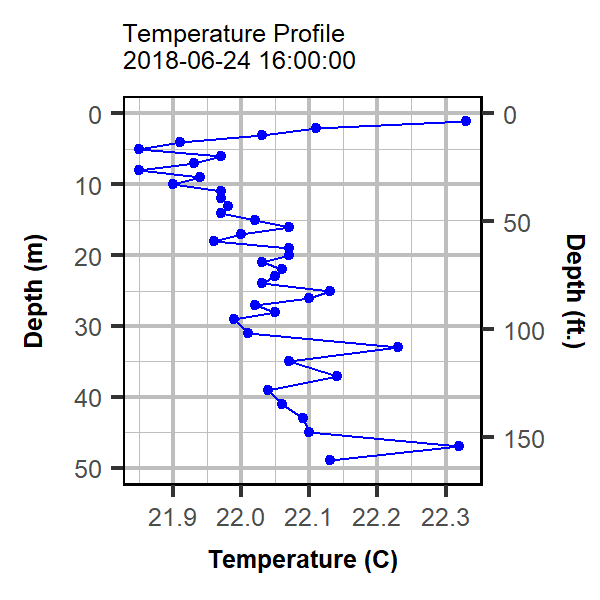 Temperature Profile
2018-06-24 16:00:00
0
10
20
30
40
50
Depth (m)
0
50
100
150
Depth (ft.)
21.9 22.0 22.1 22.2 22.3
Temperature (C)